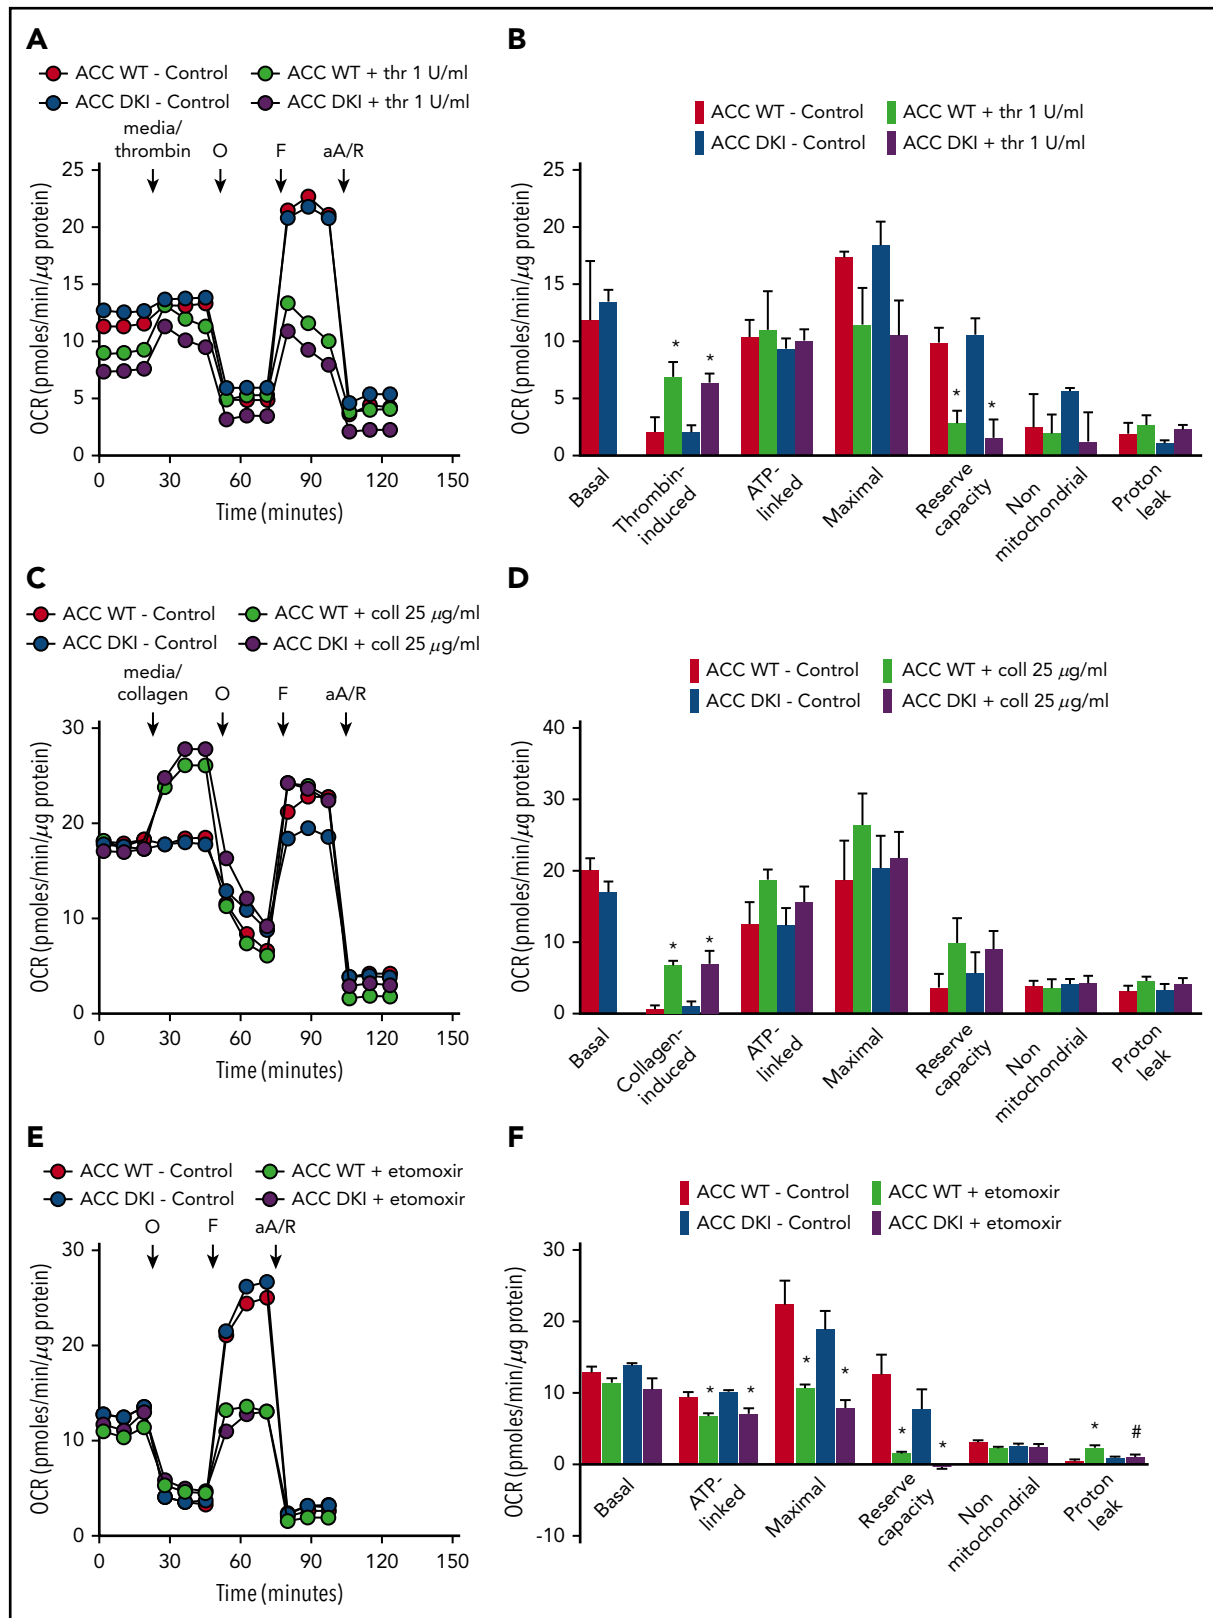 A
ACC WT - Control
ACC WT + thr 1 U/ml
ACC DKI - Control
ACC DKI + thr 1 U/ml
media/
thrombin
O
F
aA/R
OCR (pmoles/min/µg protein)
25
20
15
10
5
0
0
30
60
90
120
150
Time (minutes)
B
ACC WT - Control
ACC WT + thr 1 U/ml
ACC DKI - Control
ACC DKI + thr 1 U/ml
OCR (pmoles/min/µg protein)
25
20
15
10
5
0
*
*
*
*
Basal
Thrombin-
induced
ATP-
linked
Maximal
Reserve
capacity
Non
mitochondrial
Proton
leak
C
ACC WT - Control
ACC WT + coll 25 µg/ml
ACC DKI - Control
ACC DKI + coll 25 µg/ml
media/
collagen
O
F
aA/R
OCR (pmoles/min/µg protein)
30
20
10
0
0
30
60
90
120
150
Time (minutes)
D
ACC WT - Control
ACC WT + coll 25 µg/ml
ACC DKI - Control
ACC DKI + coll 25 µg/ml
OCR (pmoles/min/µg protein)
40
30
20
10
0
*
*
Basal
Collagen-
induced
ATP-
linked
Maximal
Reserve
capacity
Non
mitochondrial
Proton
leak
E
ACC WT - Control
ACC WT + etomoxir
ACC DKI - Control
ACC DKI + etomoxir
O
F
aA/R
OCR (pmoles/min/µg protein)
30
20
10
0
0
30
60
90
120
150
Time (minutes)
F
ACC WT - Control
ACC WT + etomoxir
ACC DKI - Control
ACC DKI + etomoxir
OCR (pmoles/min/µg protein)
30
20
10
0
-10
*
*
*
*
*
*
*
#
Basal
ATP-
linked
Maximal
Reserve
capacity
Non
mitochondrial
Proton
leak